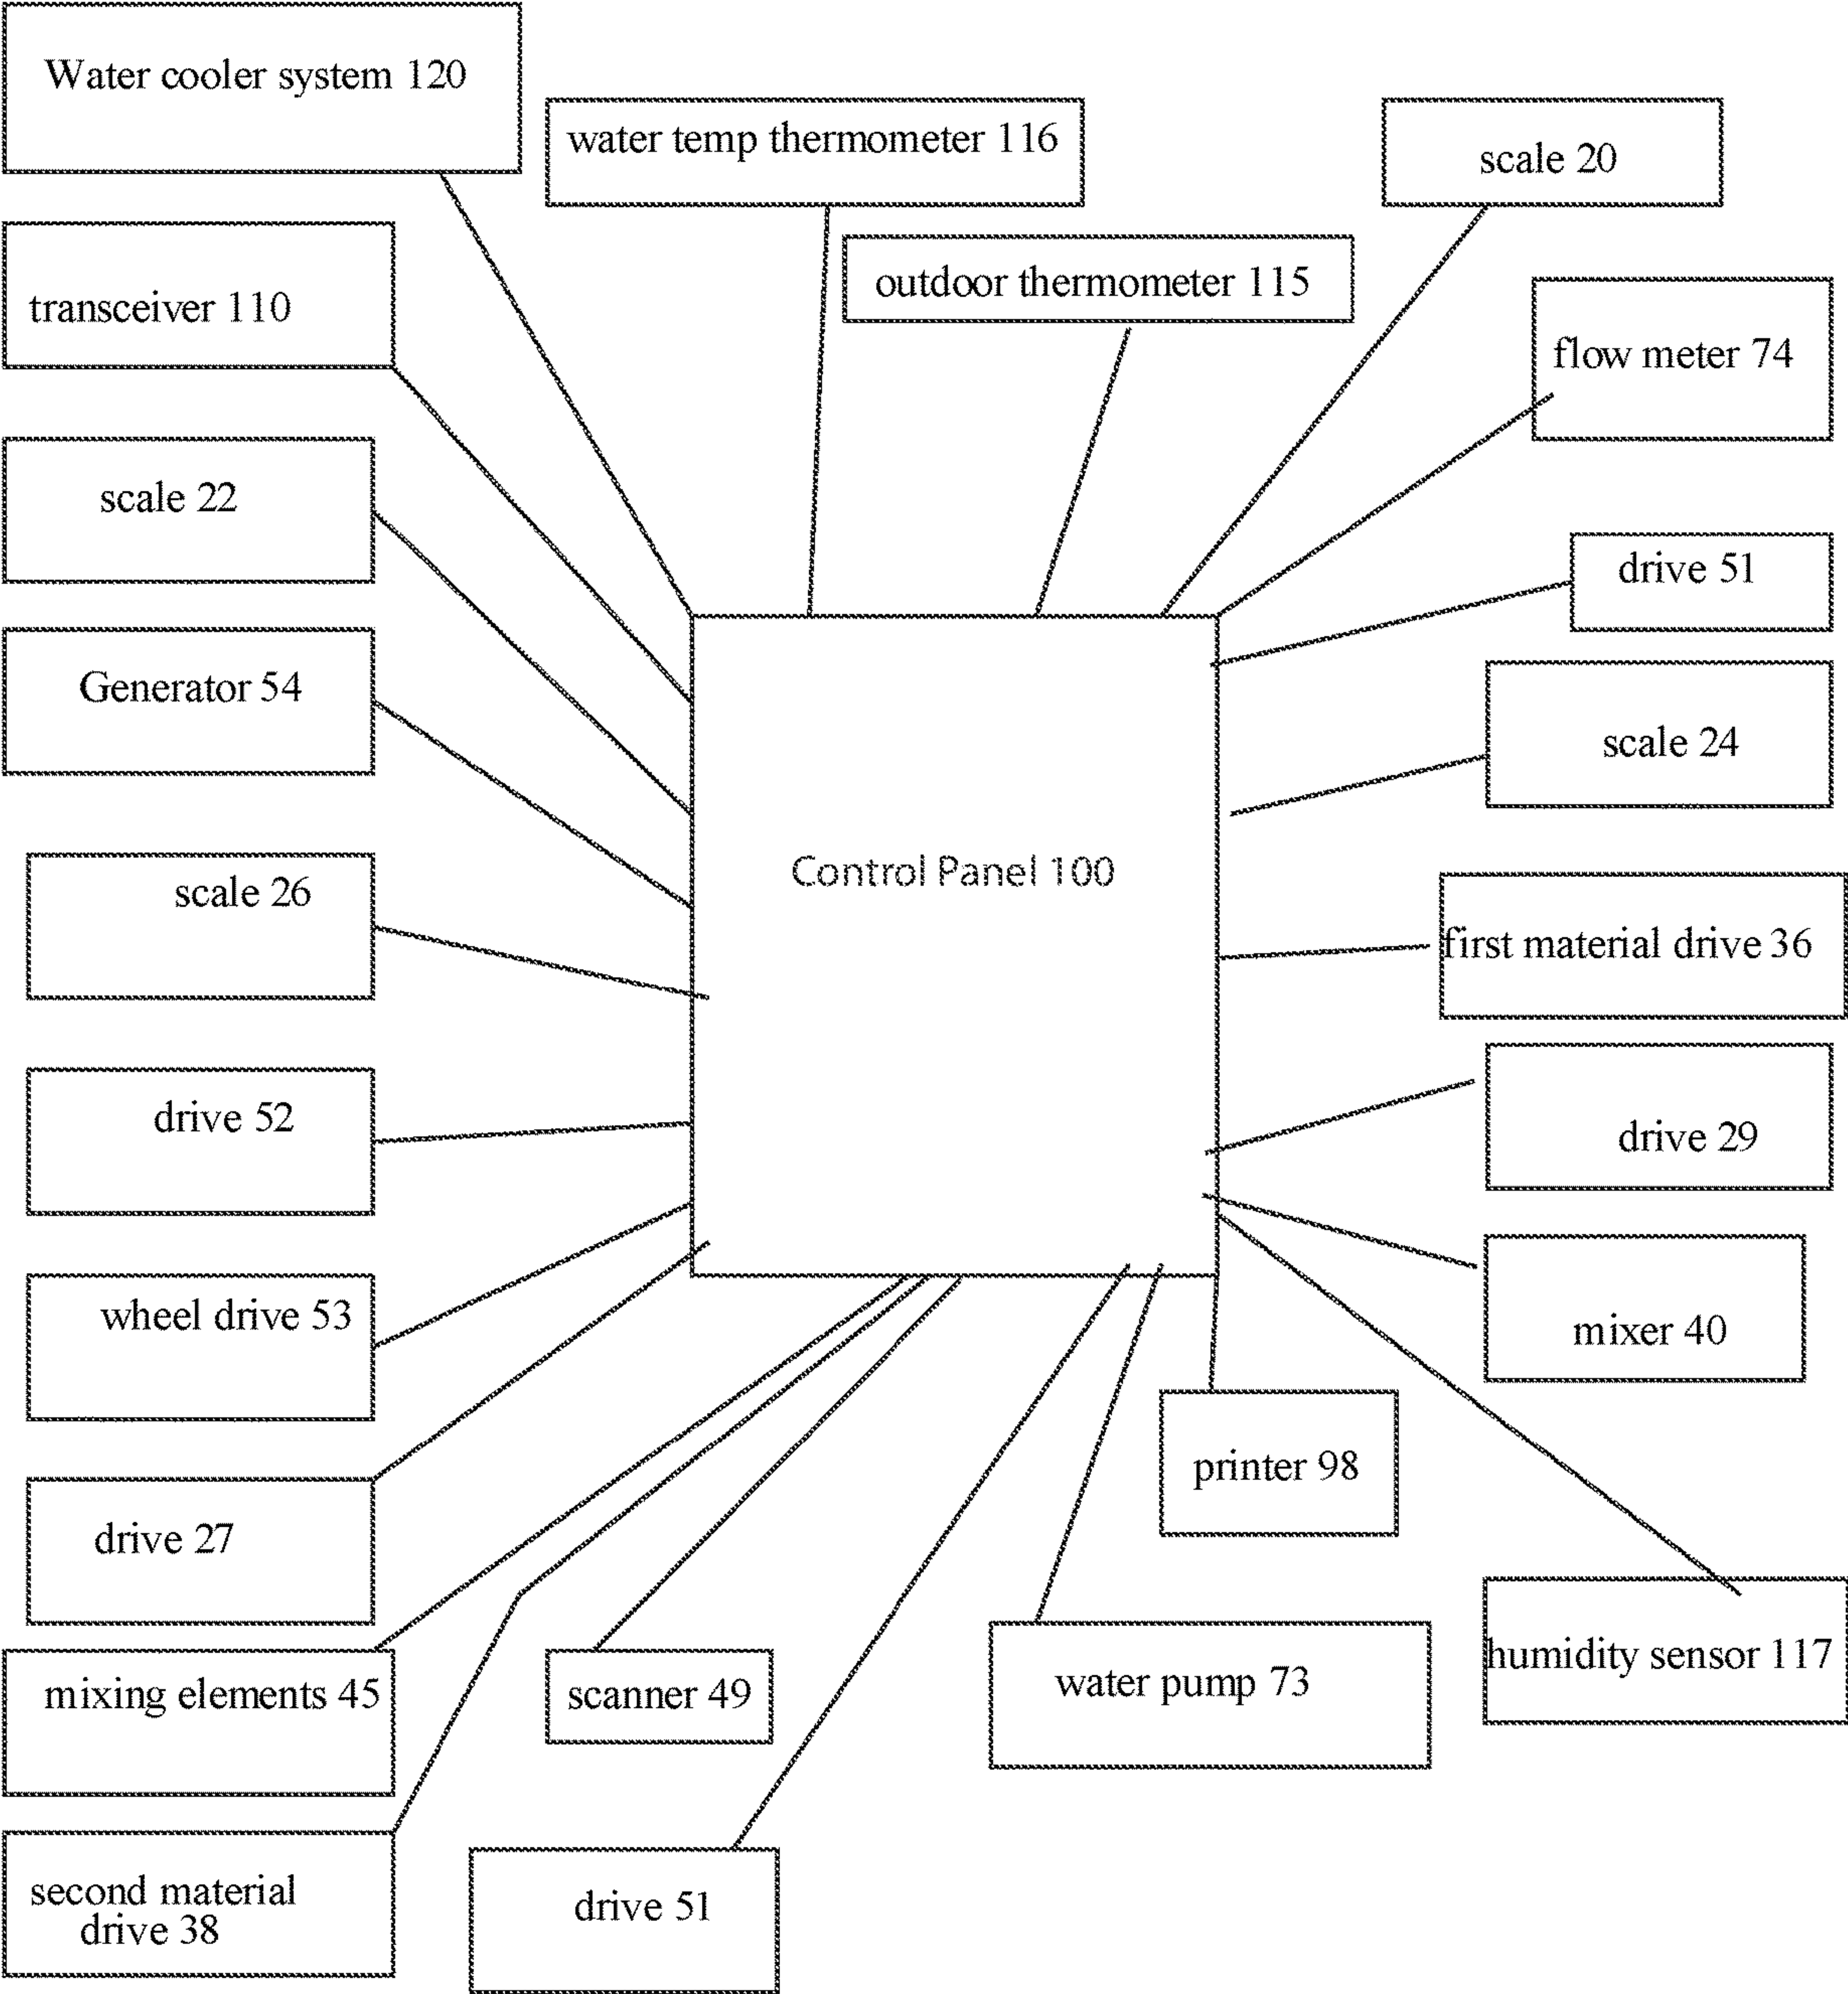 Water cooler system 120
water temp thermometer 116
scale 20
outdoor thermometer 115
transceiver 110
flow meter 74
scale 22
drive 51
Generator 54
scale 24
Control Panel 100
scale 26
first material drive 36
drive 52
drive 29
wheel drive 53
mixer 40
printer 98
drive 27
humidity sensor 117
mixing elements 45
scanner 49
water pump 73
second material
drive 38
drive 51